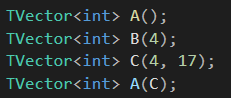 TVector<int> A();
TVector<int> B(4);
TVector<int> C(4, 17);
TVector<int> A(C);